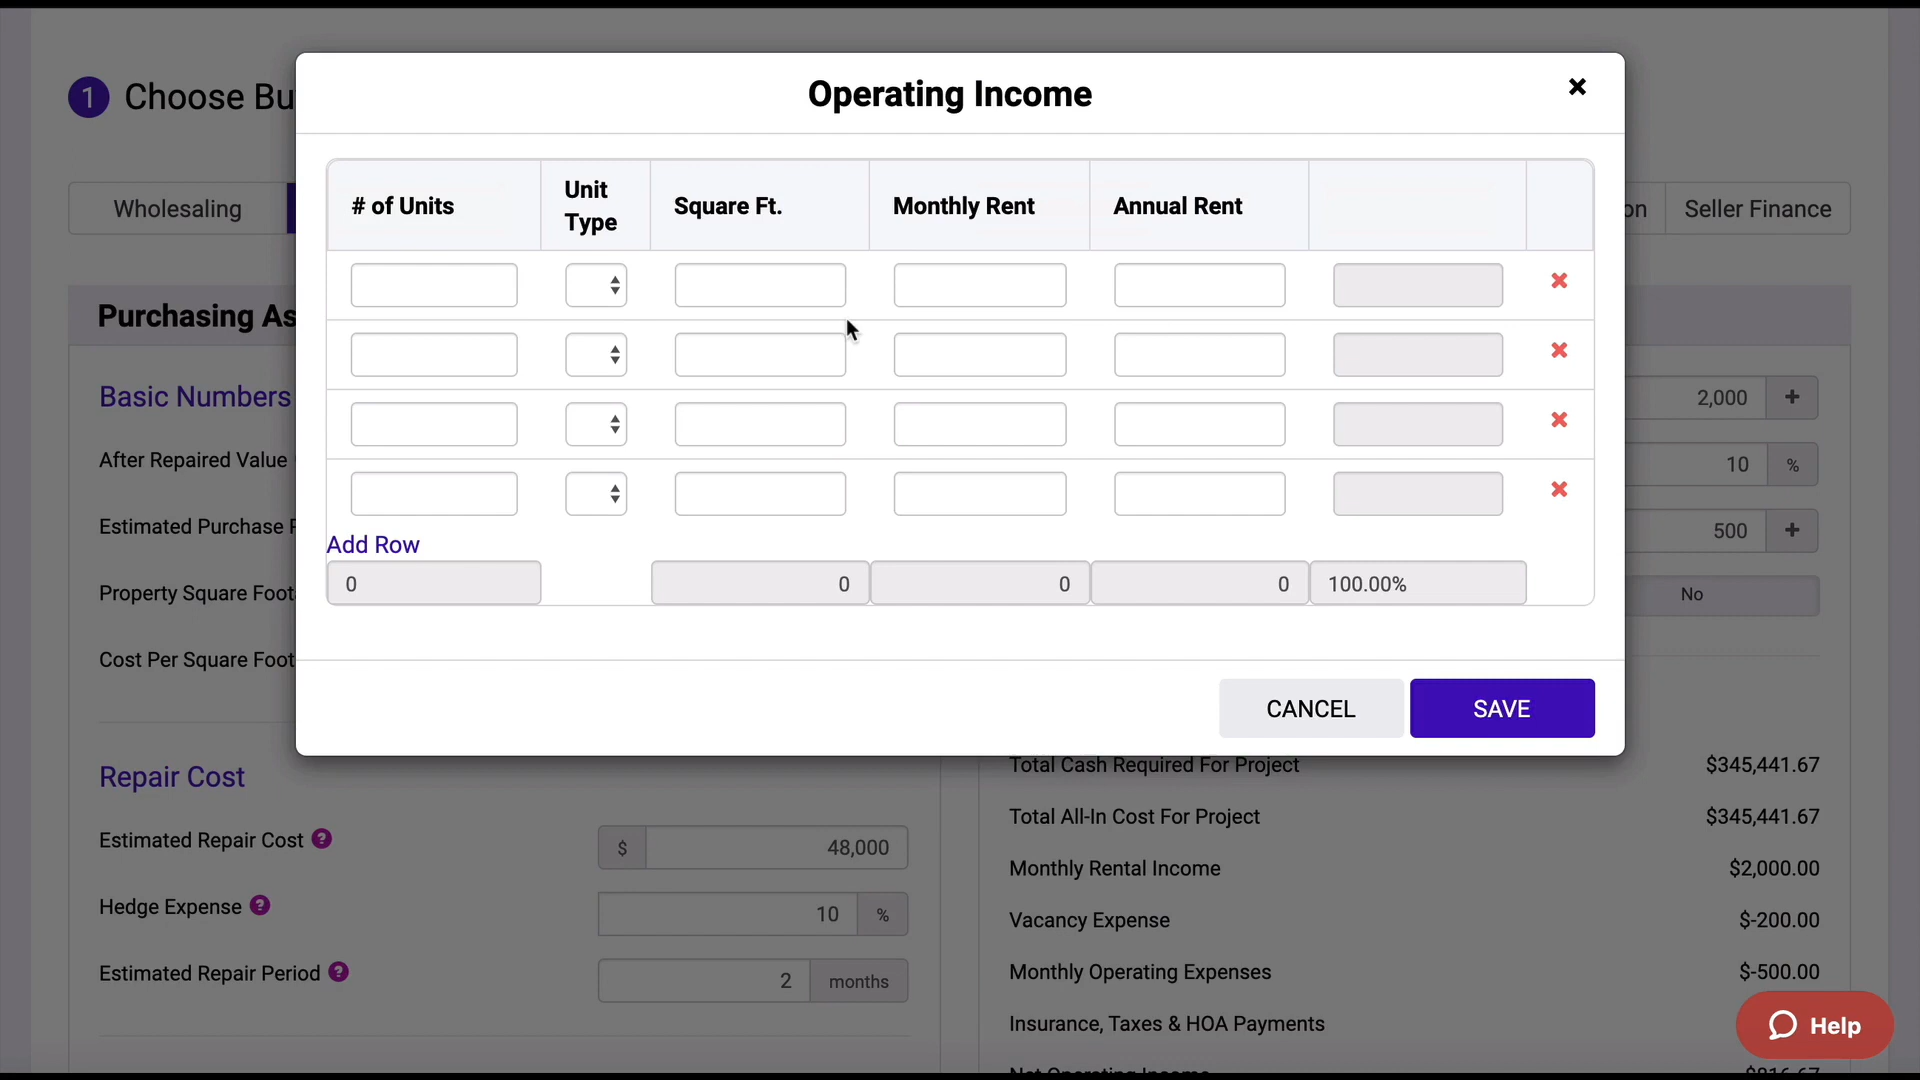 Operating Income
1 Choose Bu
Wholesaling
on
Seller Finance
# of Units
Unit Type
Square Ft.
Monthly Rent
Annual Rent
Purchasing As
Basic Numbers
2,000 +
After Repaired Value
10 %
Estimated Purchase P
500 +
Add Row
0 0 0 0 100.00%
Property Square Foot
No
Cost Per Square Foot
CANCEL
SAVE
Repair Cost
Estimated Repair Cost ?
$ 48,000
Hedge Expense ?
10 %
Estimated Repair Period ?
2 months
Total Cash Required For Project $345,441.67
Total All-In Cost For Project $345,441.67
Monthly Rental Income $2,000.00
Vacancy Expense $-200.00
Monthly Operating Expenses $-500.00
Insurance, Taxes & HOA Payments
Net Operating Income $816.67
Help